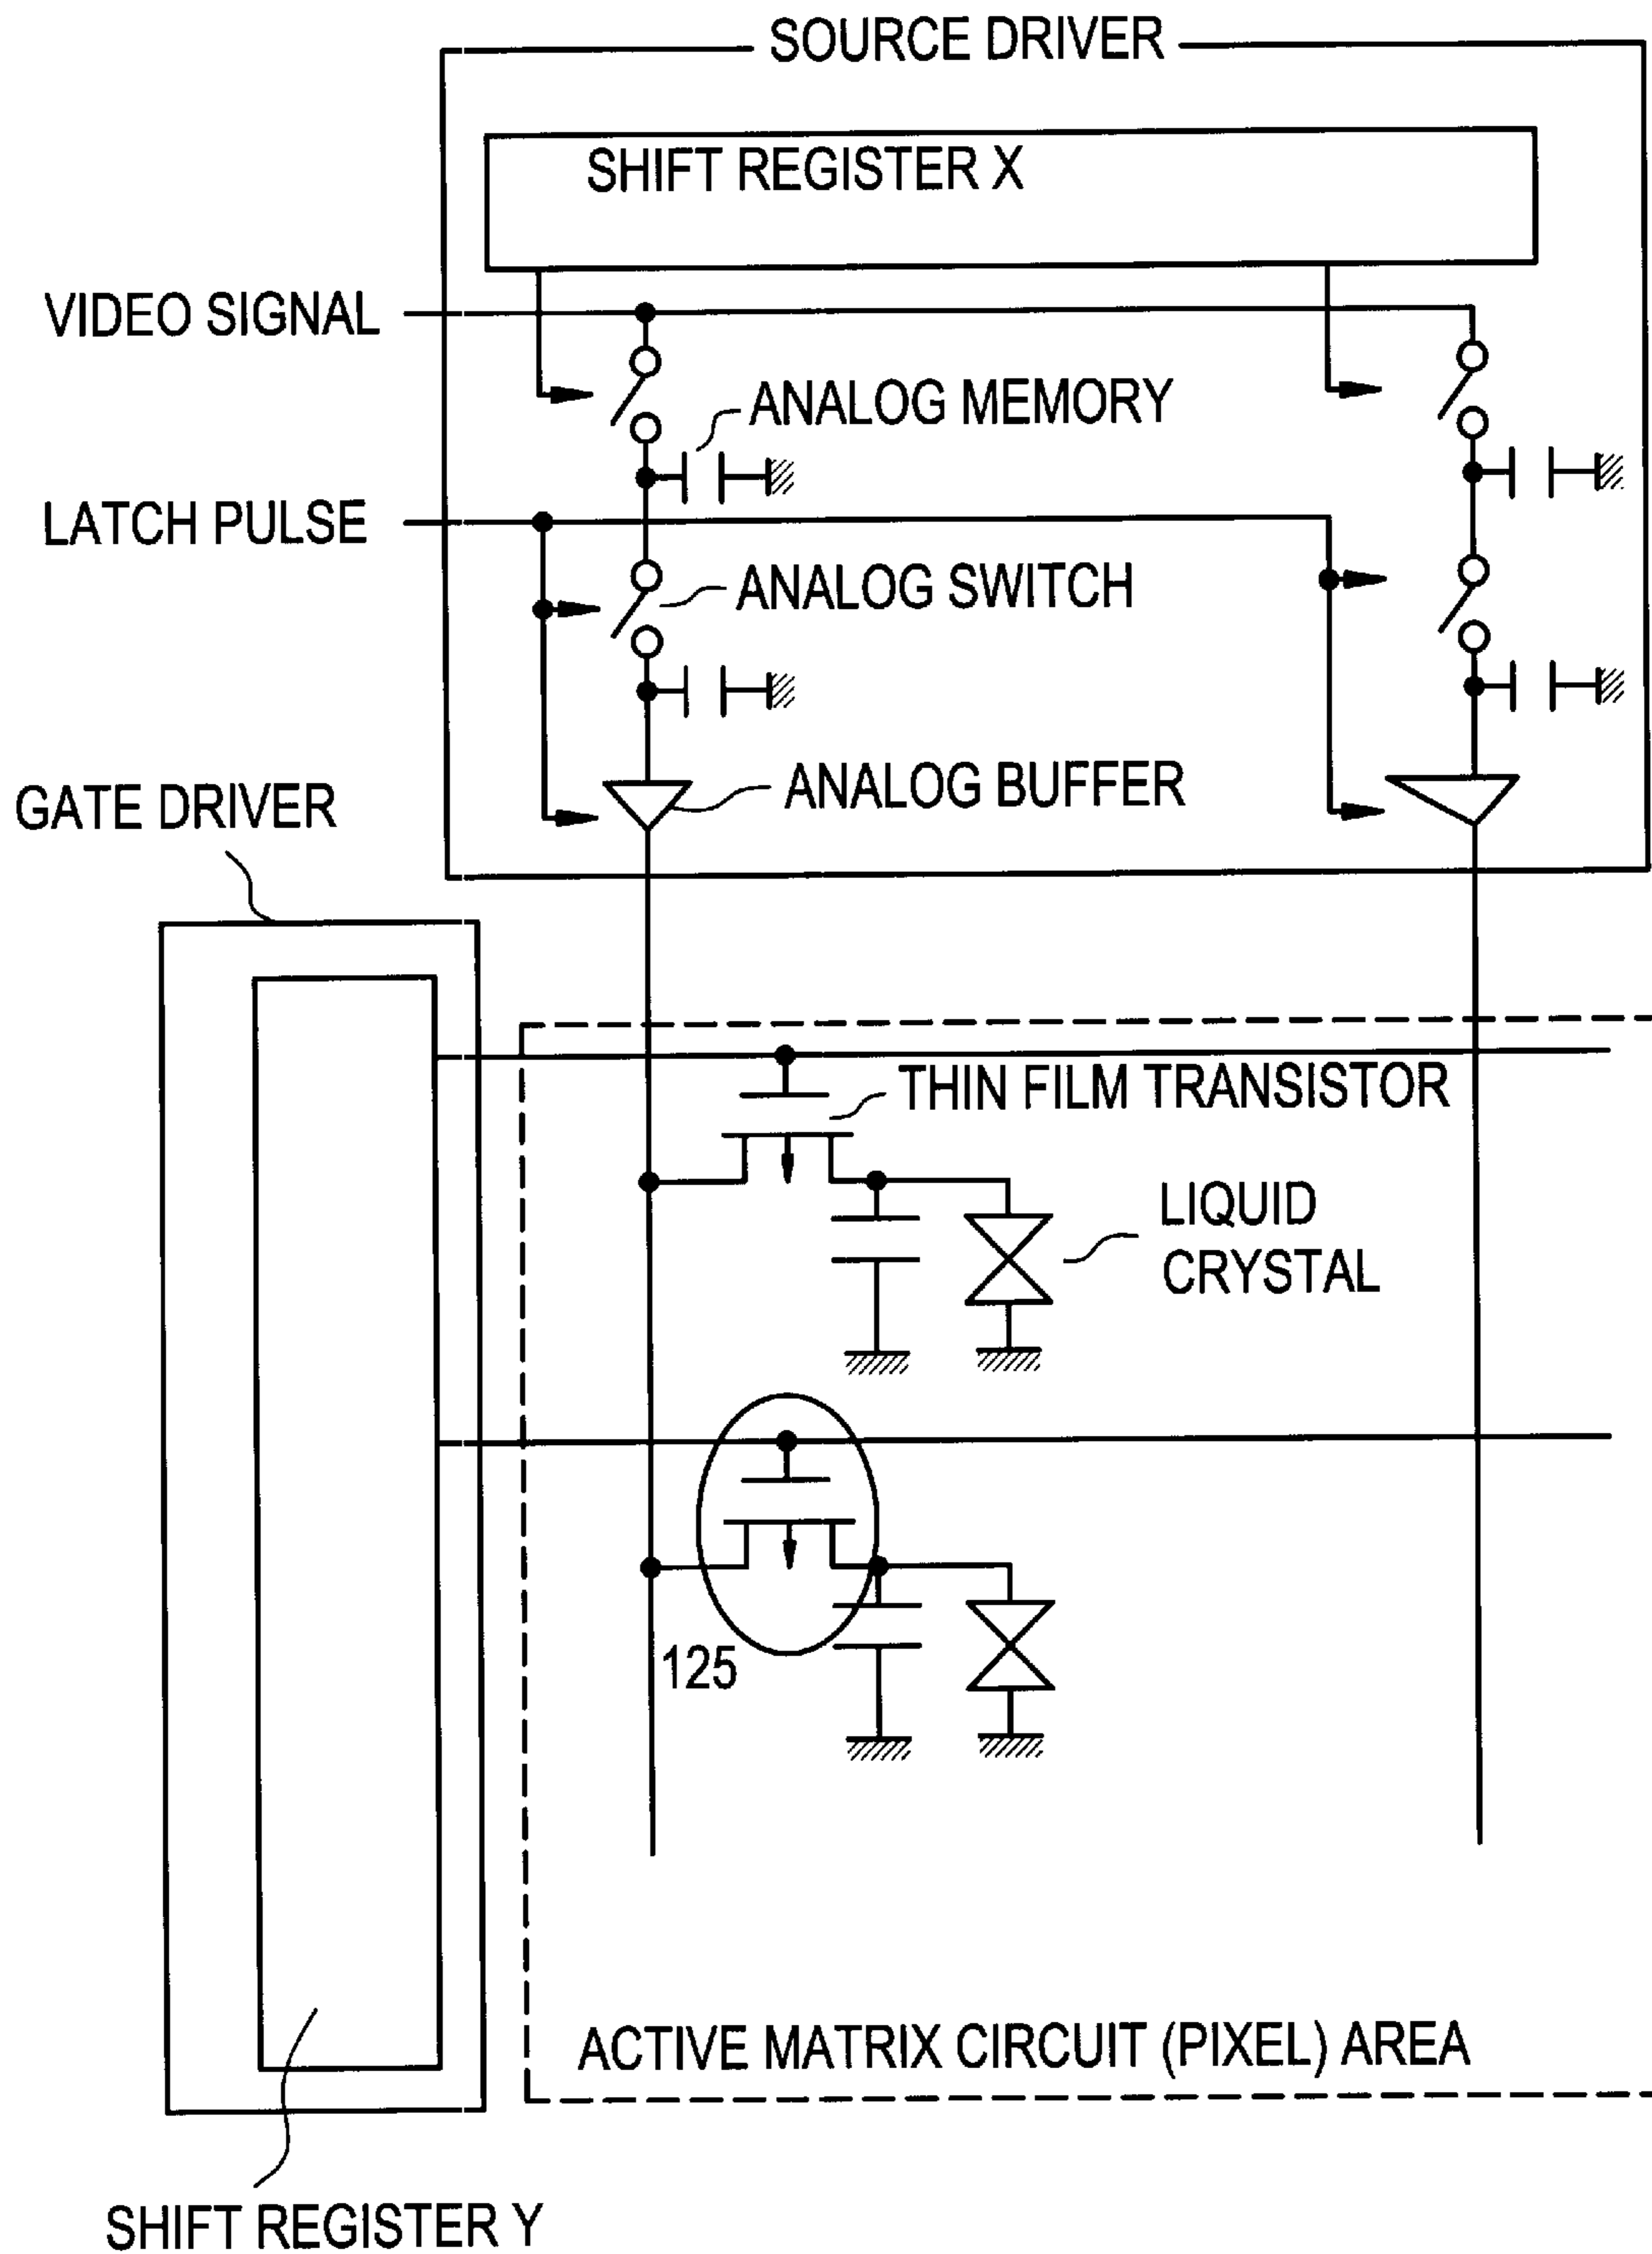 SOURCE DRIVER
SHIFT REGISTER X
VIDEO SIGNAL
ANALOG MEMORY
LATCH PULSE
ANALOG SWITCH
ANALOG BUFFER
GATE DRIVER
THIN FILM TRANSISTOR
LIQUID
CRYSTAL
125
ACTIVE MATRIX CIRCUIT (PIXEL) AREA
SHIFT REGISTER Y